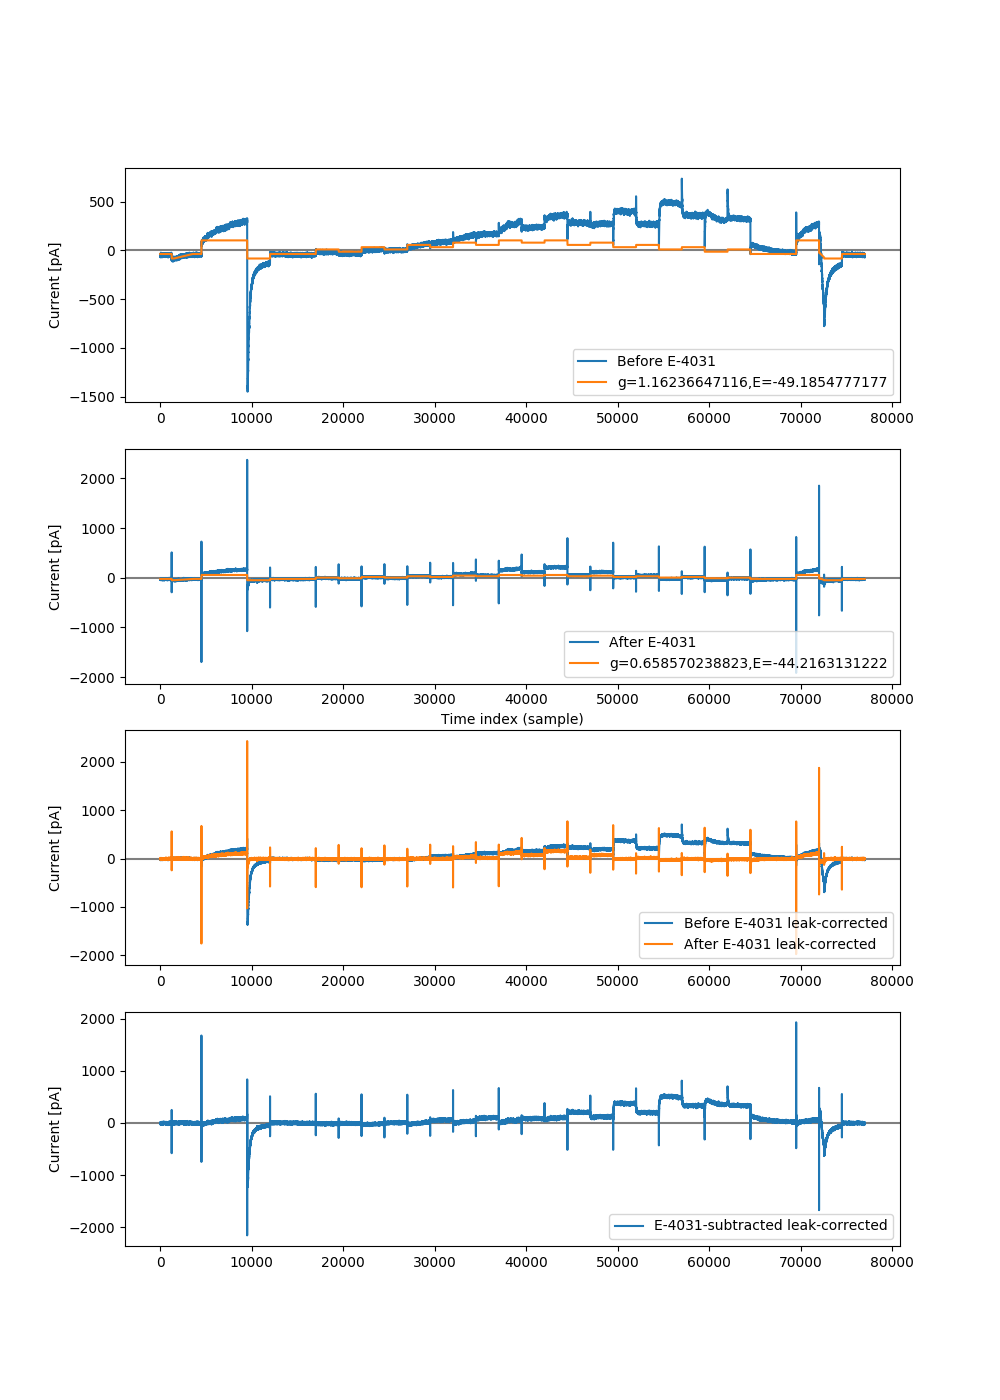 500
0
−500
−1000
−1500
Current [pA]
Before E-4031
g=1.16236647116,E=-49.1854777177
0 10000 20000 30000 40000 50000 60000 70000 80000
2000
1000
0
−1000
−2000
Current [pA]
After E-4031
g=0.658570238823,E=-44.2163131222
0 10000 20000 30000 40000 50000 60000 70000 80000
Time index (sample)
2000
1000
0
−1000
−2000
Current [pA]
Before E-4031 leak-corrected
After E-4031 leak-corrected
0 10000 20000 30000 40000 50000 60000 70000 80000
2000
1000
0
−1000
−2000
Current [pA]
E-4031-subtracted leak-corrected
0 10000 20000 30000 40000 50000 60000 70000 80000